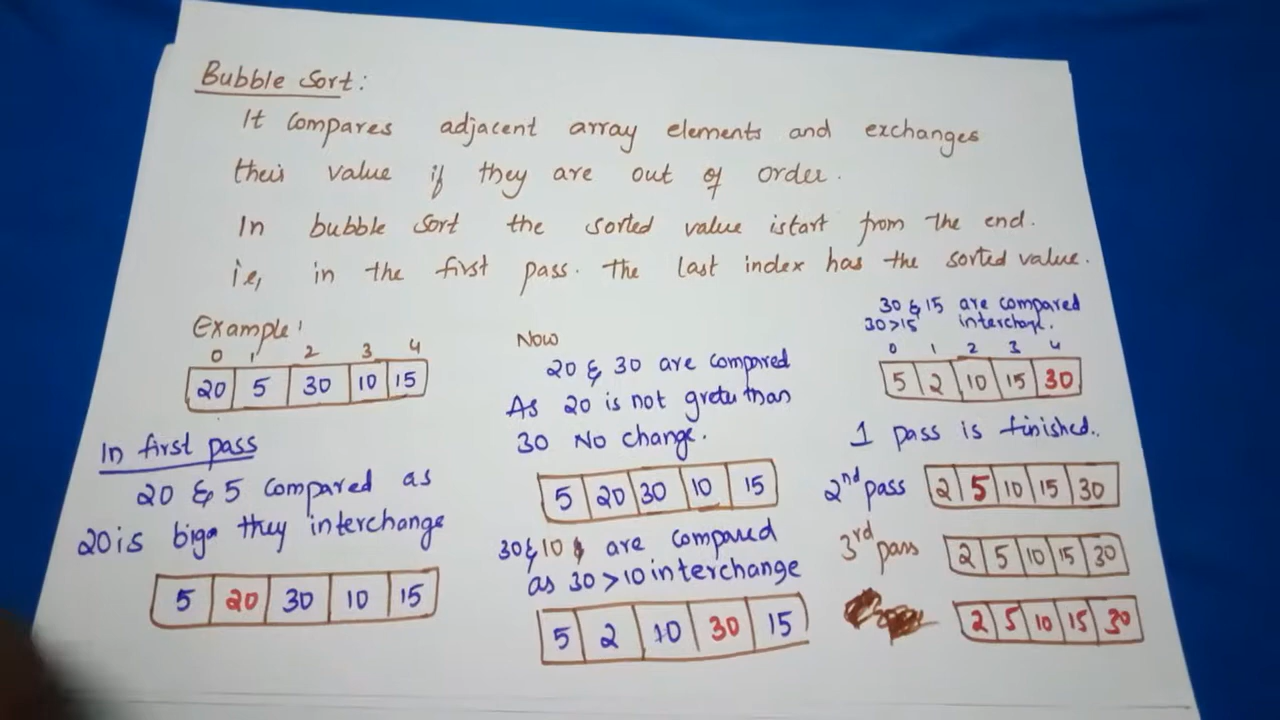 Bubble Sort:
It compares adjacent array elements and exchanges
their value if they are out of order.
In bubble sort the sorted value istart from the end.
ie, in the first pass. the last index has the sorted value.
Example!
0 1 2 3 4
20 5 30 10 15
In first pass
20 & 5 compared as
20 is biga they interchange
5 20 30 10 15
Now
20 & 30 are compared
As 20 is not gretu than
30 No change.
5 20 30 10 15
30 & 10 are compared
as 30 > 10 interchange
5 2 10 30 15
30 & 15 are compared
30>15 interchange.
0 1 2 3 4
5 2 10 15 30
1 pass is finished.
2nd pass 2 5 10 15 30
3rd pass 2 5 10 15 30
2 5 10 15 30